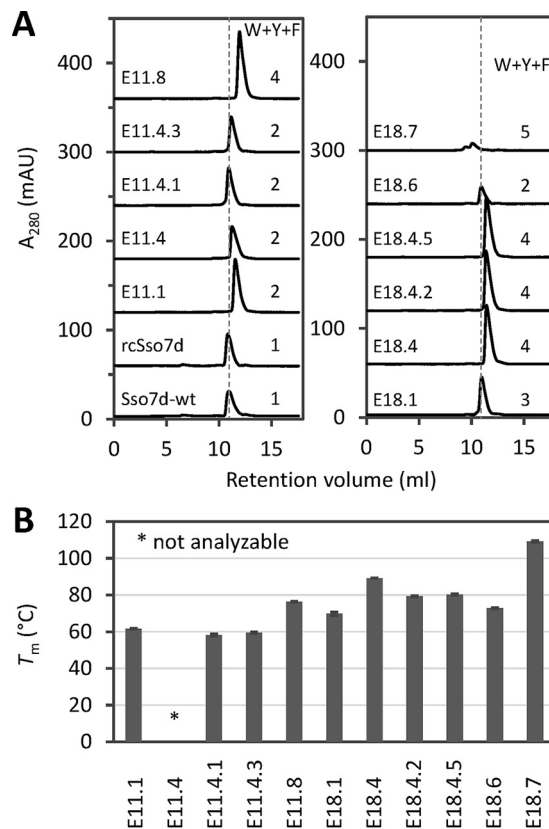 A
W+Y+F
400
E11.8 4
E11.4.3 2
300
E11.4.1 2
200
E11.4 2
E11.1 2
100
rcSso7d 1
Sso7d-wt 1
0
0 5 10 15
A280 (mAU)
W+Y+F
400
E18.7 5
300
E18.6 2
E18.4.5 4
200
E18.4.2 4
100
E18.4 4
E18.1 3
0
0 5 10 15
Retention volume (ml)
B
* not analyzable
120
100
80
60
40
20
0
Tm (°C)
*
E11.1
E11.4
E11.4.1
E11.4.3
E11.8
E18.1
E18.4
E18.4.2
E18.4.5
E18.6
E18.7